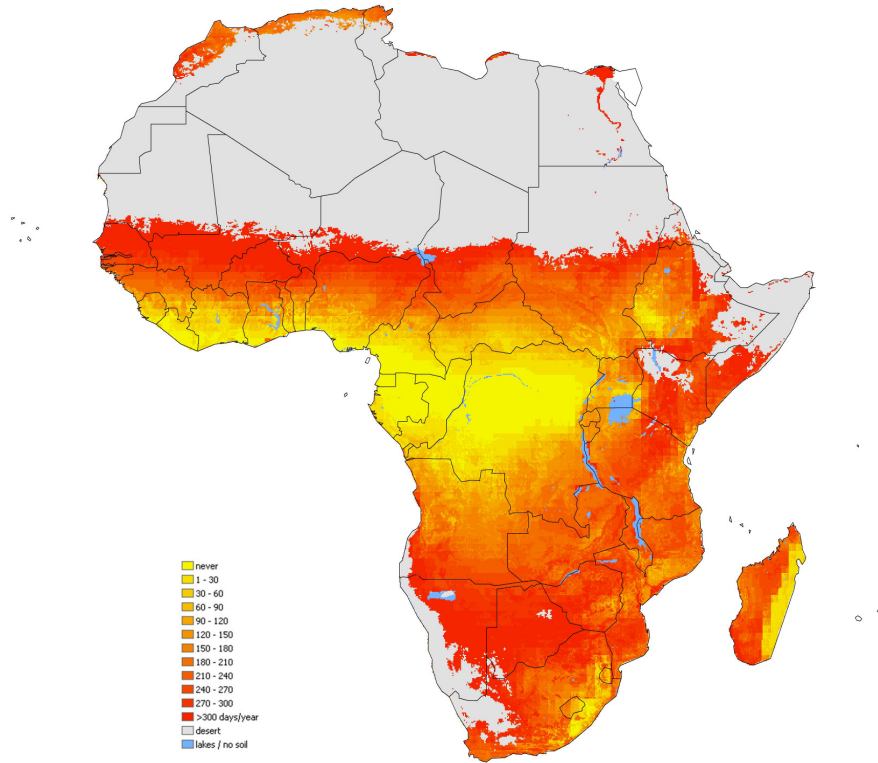 never
1 - 30
30 - 60
60 - 90
90 - 120
120 - 150
150 - 180
180 - 210
210 - 240
240 - 270
270 - 300
>300 days/year
desert
lakes / no soil